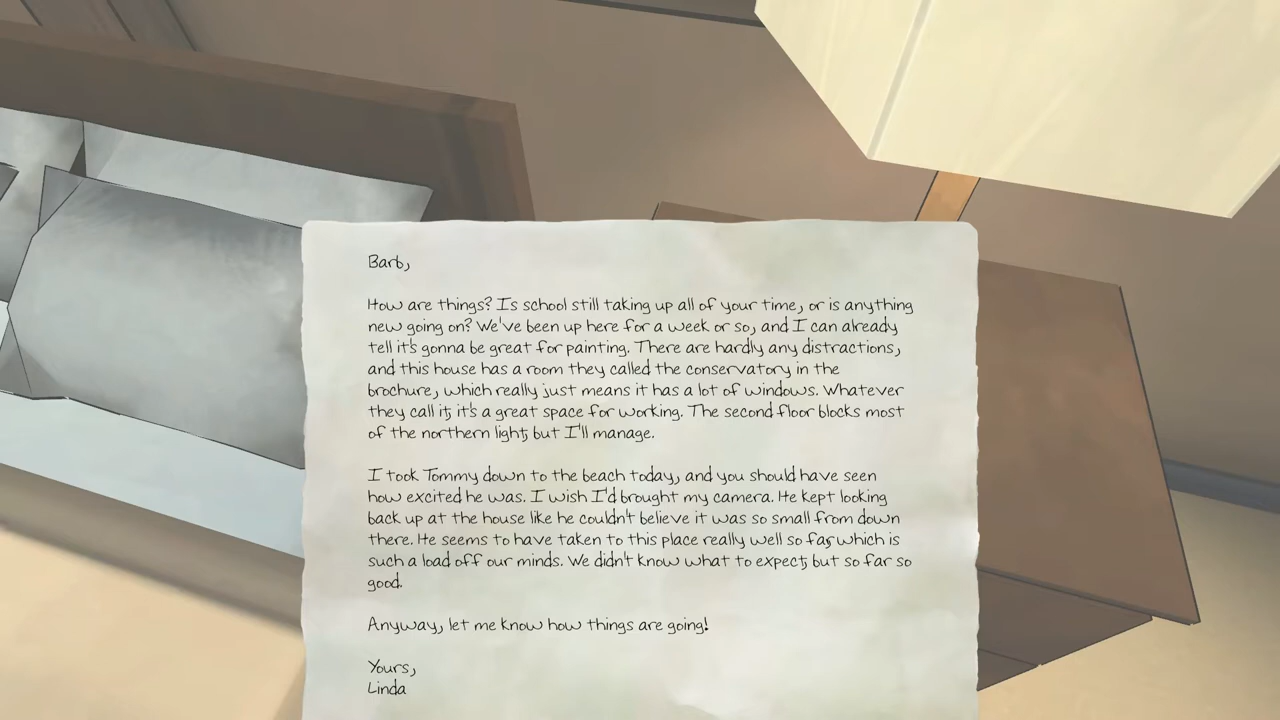 Barb,
How are things? Is school still taking up all of your time, or is anything
new going on? We've been up here for a week or so, and I can already
tell it's gonna be great for painting. There are hardly any distractions,
and this house has a room they called the conservatory in the
brochure, which really just means it has a lot of windows. Whatever
they call it, it's a great space for working. The second floor blocks most
of the northern light, but I'll manage.
I took Tommy down to the beach today, and you should have seen
how excited he was. I wish I'd brought my camera. He kept looking
back up at the house like he couldn't believe it was so small from down
there. He seems to have taken to this place really well so far, which is
such a load off our minds. We didn't know what to expect, but so far so
good.
Anyway, let me know how things are going!
Yours,
Linda